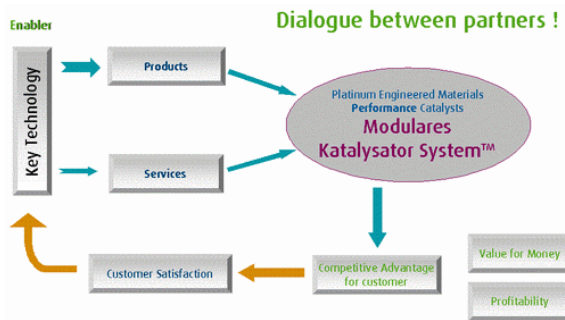 Enabler
Dialogue between partners !
Key Technology
Products
Services
Platinum Engineered Materials
Performance Catalysts
Modulares
Katalysator System™
Customer Satisfaction
Competitive Advantage
for customer
Value for Money
Profitability